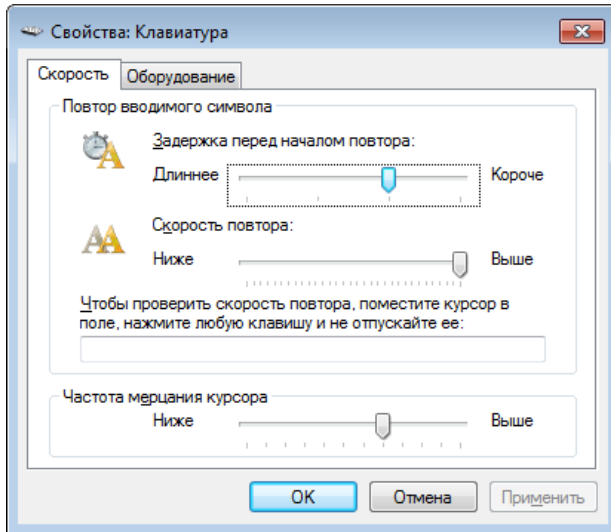 Свойства: Клавиатура
Скорость Оборудование
Повтор вводимого символа
Задержка перед началом повтора:
Длиннее Короче
Скорость повтора:
Ниже Выше
Чтобы проверить скорость повтора, поместите курсор в
поле, нажмите любую клавишу и не отпускайте ее:
Частота мерцания курсора
Ниже Выше
OK Отмена Применить